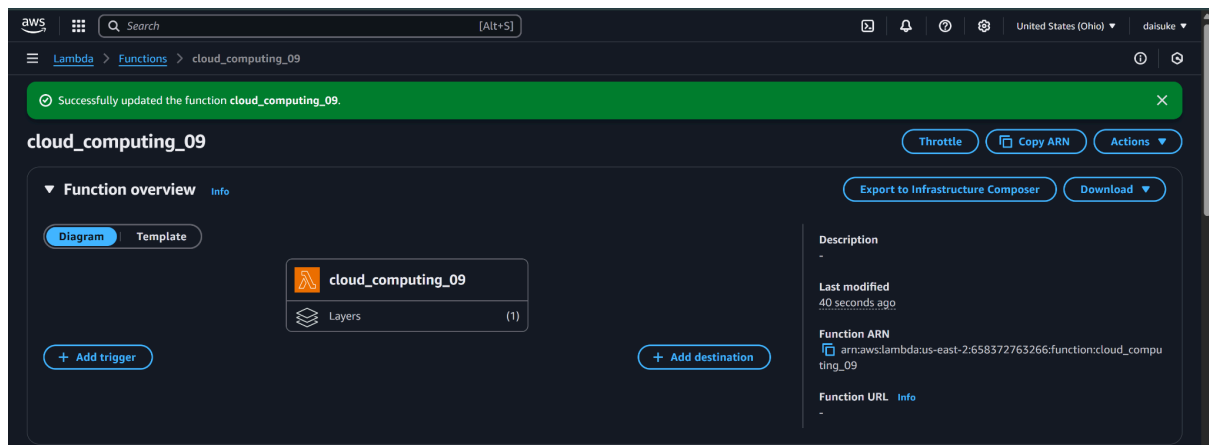 aws
Search
[Alt+S]
United States (Ohio)
daisuke
Lambda > Functions > cloud_computing_09
Successfully updated the function cloud_computing_09.
cloud_computing_09
Throttle
Copy ARN
Actions
Function overview Info
Export to Infrastructure Composer
Download
Diagram
Template
cloud_computing_09
Layers
(1)
+ Add trigger
+ Add destination
Description
-
Last modified
40 seconds ago
Function ARN
arn:aws:lambda:us-east-2:658372763266:function:cloud_compu
ting_09
Function URL Info
-